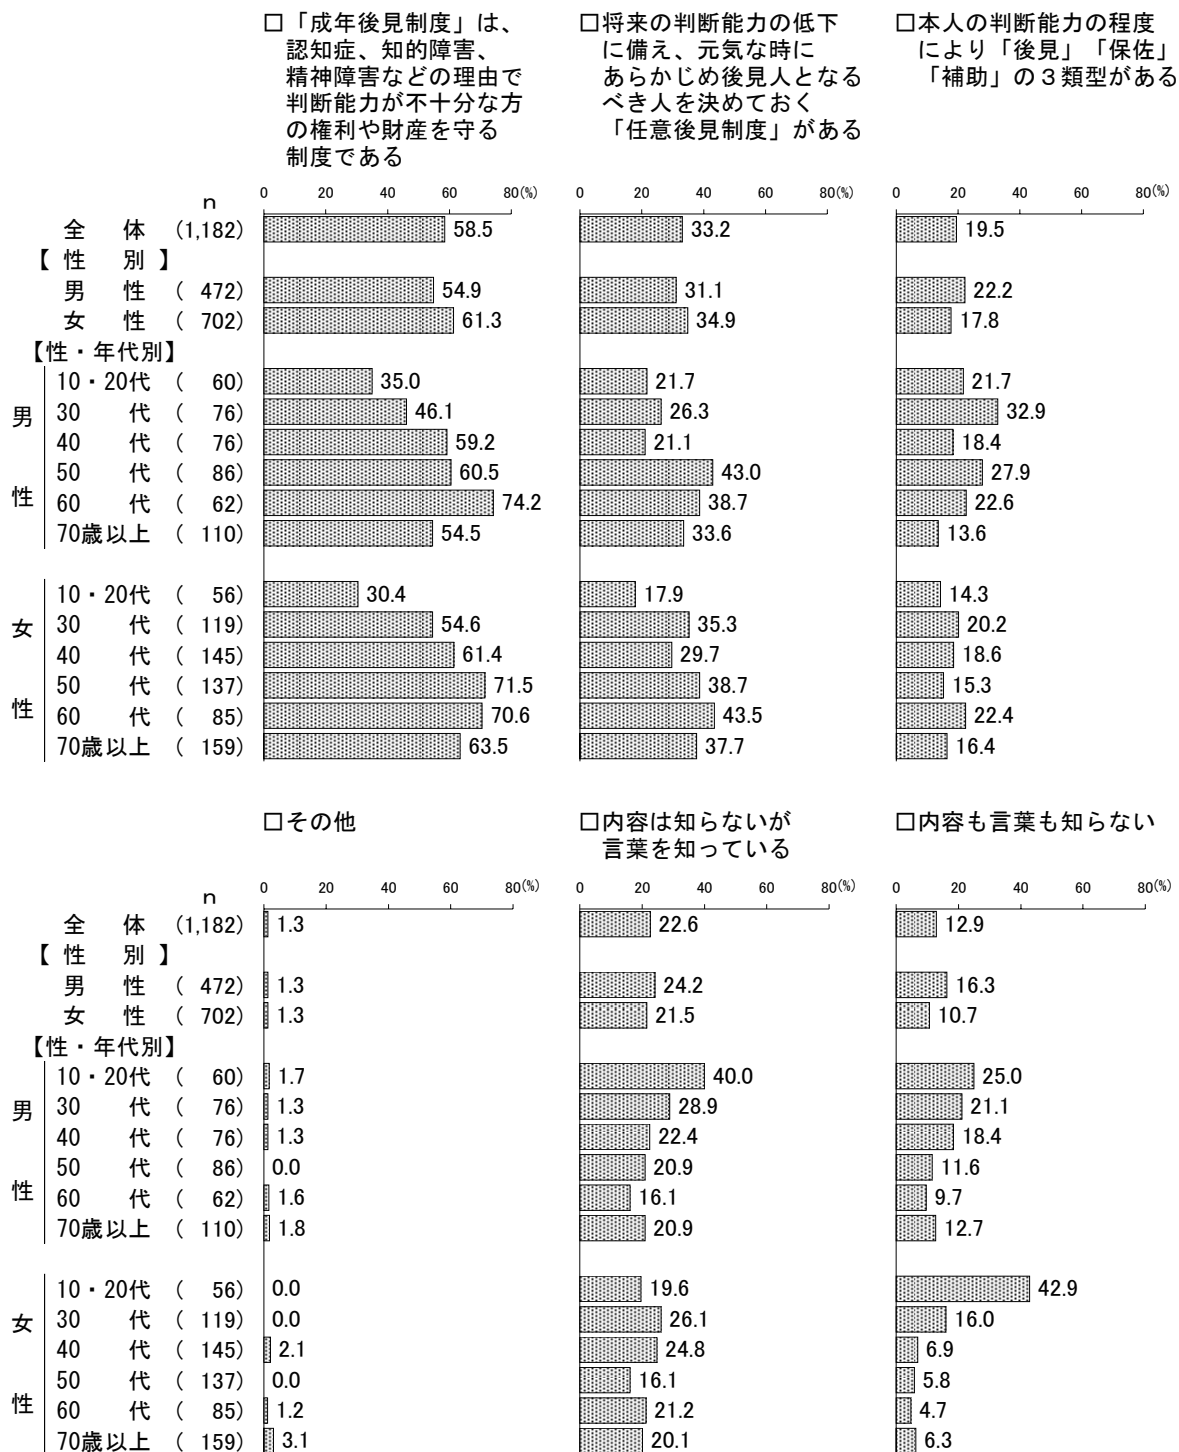 □「成年後見制度」は、
認知症、知的障害、
精神障害などの理由で
判断能力が不十分な方
の権利や財産を守る
制度である
□将来の判断能力の低下
に備え、元気な時に
あらかじめ後見人となる
べき人を決めておく
「任意後見制度」がある
□本人の判断能力の程度
により「後見」「保佐」
「補助」の3類型がある
n 0 20 40 60 80(%) 0 20 40 60 80(%) 0 20 40 60 80(%)
全 体 (1,182) 58.5 33.2 19.5
【 性 別 】
男 性 ( 472) 54.9 31.1 22.2
女 性 ( 702) 61.3 34.9 17.8
【性・年代別】
男性
10・20代 ( 60) 35.0 21.7 21.7
30 代 ( 76) 46.1 26.3 32.9
40 代 ( 76) 59.2 21.1 18.4
50 代 ( 86) 60.5 43.0 27.9
60 代 ( 62) 74.2 38.7 22.6
70歳以上 ( 110) 54.5 33.6 13.6
女性
10・20代 ( 56) 30.4 17.9 14.3
30 代 ( 119) 54.6 35.3 20.2
40 代 ( 145) 61.4 29.7 18.6
50 代 ( 137) 71.5 38.7 15.3
60 代 ( 85) 70.6 43.5 22.4
70歳以上 ( 159) 63.5 37.7 16.4
□その他
□内容は知らないが
言葉を知っている
□内容も言葉も知らない
n 0 20 40 60 80(%) 0 20 40 60 80(%) 0 20 40 60 80(%)
全 体 (1,182) 1.3 22.6 12.9
【 性 別 】
男 性 ( 472) 1.3 24.2 16.3
女 性 ( 702) 1.3 21.5 10.7
【性・年代別】
男性
10・20代 ( 60) 1.7 40.0 25.0
30 代 ( 76) 1.3 28.9 21.1
40 代 ( 76) 1.3 22.4 18.4
50 代 ( 86) 0.0 20.9 11.6
60 代 ( 62) 1.6 16.1 9.7
70歳以上 ( 110) 1.8 20.9 12.7
女性
10・20代 ( 56) 0.0 19.6 42.9
30 代 ( 119) 0.0 26.1 16.0
40 代 ( 145) 2.1 24.8 6.9
50 代 ( 137) 0.0 16.1 5.8
60 代 ( 85) 1.2 21.2 4.7
70歳以上 ( 159) 3.1 20.1 6.3